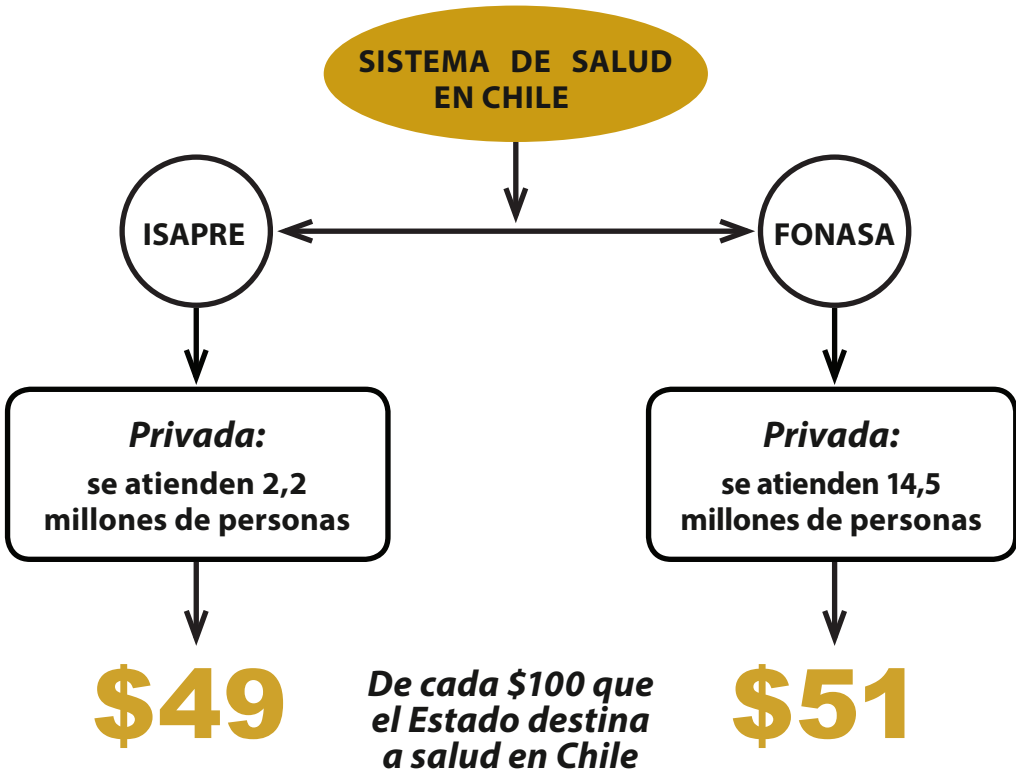 SISTEMA DE SALUD
EN CHILE
ISAPRE
FONASA
Privada:
se atienden 2,2
millones de personas
Privada:
se atienden 14,5
millones de personas
$49
De cada $100 que
el Estado destina
a salud en Chile
$51